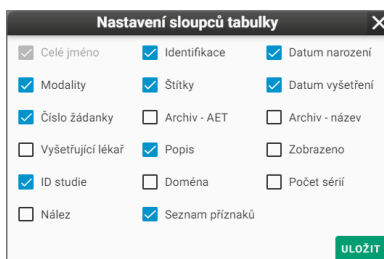 Nastavení sloupců tabulky
Celé jméno Identifikace Datum narození
Modality Štítky Datum vyšetření
Číslo žádanky Archiv - AET Archiv - název
Vyšetřující lékař Popis Zobrazeno
ID studie Doména Počet sérií
Nález Seznam příznaků
ULOŽIT